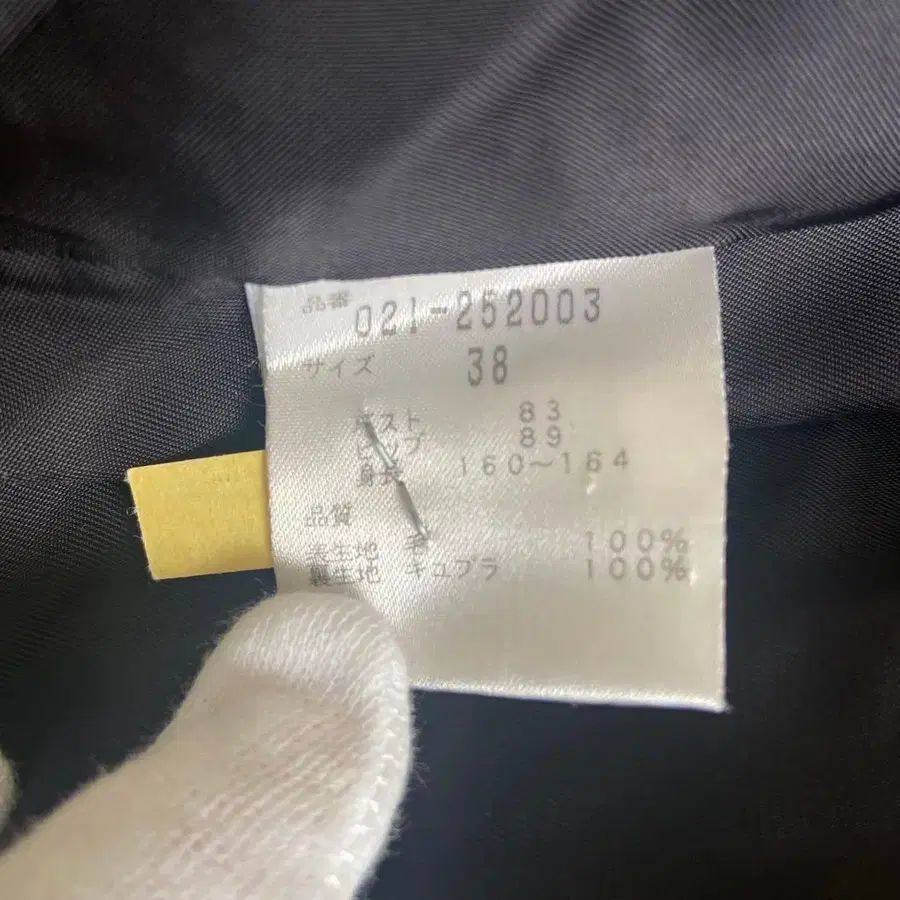 品番 021-252003
サイズ 38
バスト 83
ヒップ 89
身長 160～164
品質
表生地 毛 100%
裏生地 キュプラ 100%